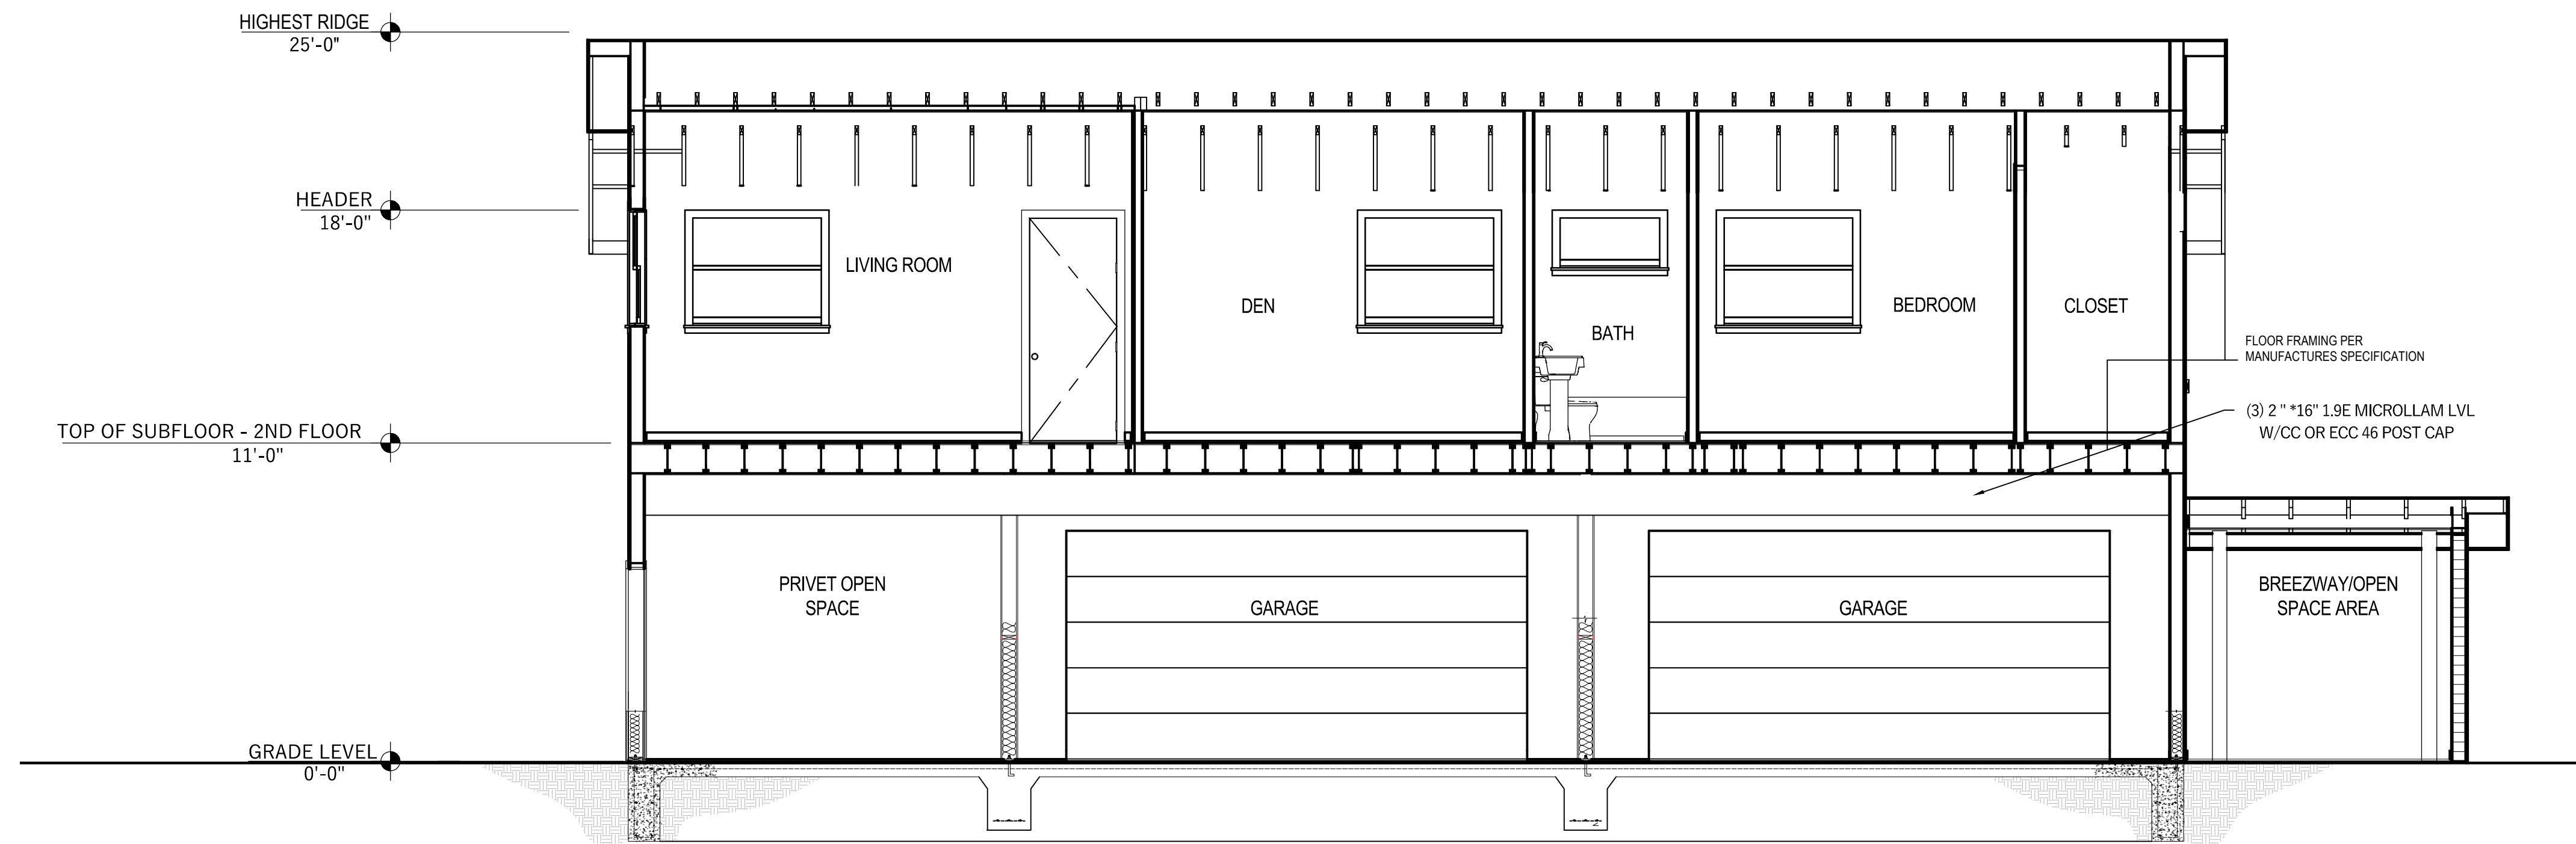 HIGHEST RIDGE
25'-0"
HEADER
18'-0"
LIVING ROOM
DEN
BATH
BEDROOM
CLOSET
FLOOR FRAMING PER
MANUFACTURES SPECIFICATION
(3) 2 " *16" 1.9E MICROLLAM LVL
W/CC OR ECC 46 POST CAP
TOP OF SUBFLOOR - 2ND FLOOR
11'-0"
PRIVET OPEN
SPACE
GARAGE
GARAGE
BREEZWAY/OPEN
SPACE AREA
GRADE LEVEL
0'-0"